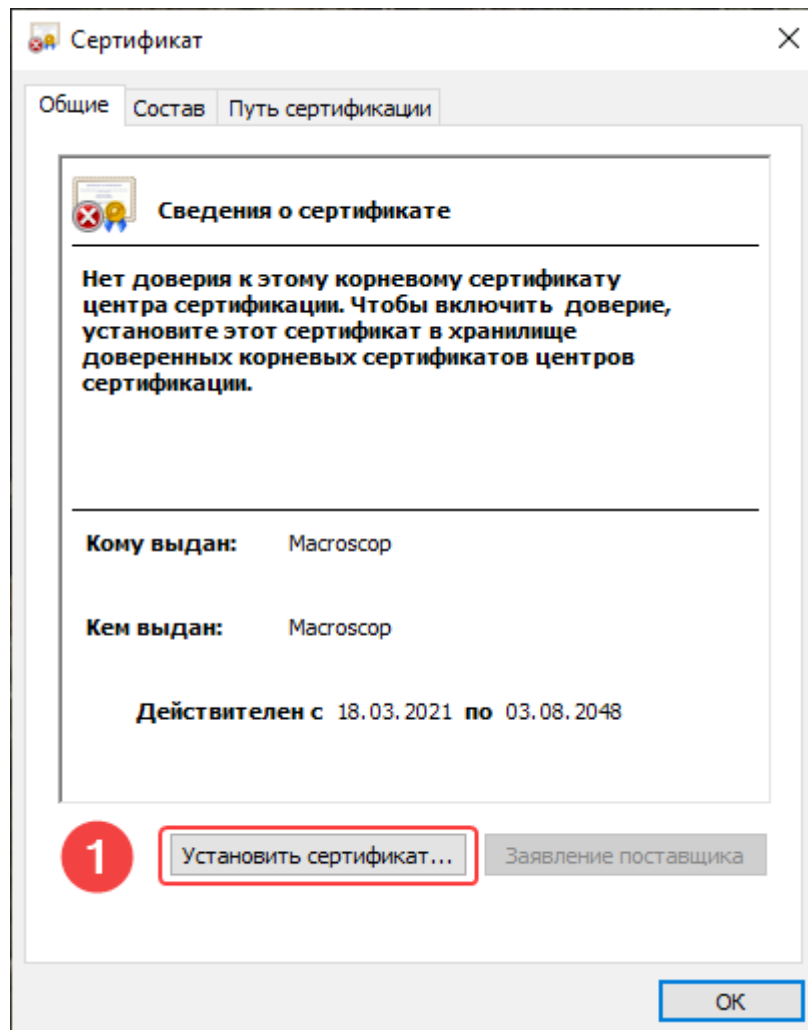 Сертификат
Общие Состав Путь сертификации
Сведения о сертификате
Нет доверия к этому корневому сертификату
центра сертификации. Чтобы включить доверие,
установите этот сертификат в хранилище
доверенных корневых сертификатов центров
сертификации.
Кому выдан: Macroscop
Кем выдан: Macroscop
Действителен с 18.03.2021 по 03.08.2048
1 Установить сертификат... Заявление поставщика
ОК